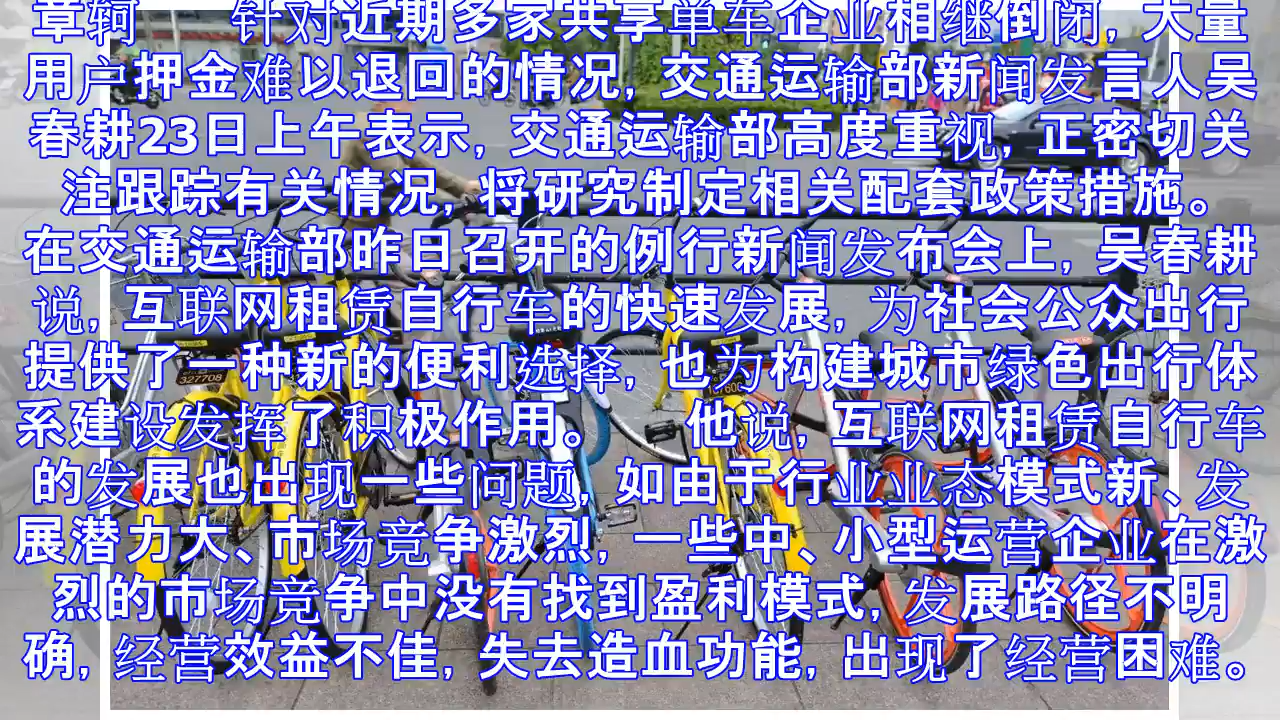 章轲 针对近期多家共享单车企业相继倒闭, 大量
用户押金难以退回的情况, 交通运输部新闻发言人吴
春耕23日上午表示, 交通运输部高度重视, 正密切关
注跟踪有关情况, 将研究制定相关配套政策措施。
在交通运输部昨日召开的例行新闻发布会上, 吴春耕
说, 互联网租赁自行车的快速发展, 为社会公众出行
提供了一种新的便利选择, 也为构建城市绿色出行体
系建设发挥了积极作用。 他说, 互联网租赁自行车
的发展也出现一些问题, 如由于行业业态模式新、发
展潜力大、市场竞争激烈, 一些中、小型运营企业在激
烈的市场竞争中没有找到盈利模式, 发展路径不明
确, 经营效益不佳, 失去造血功能, 出现了经营困难。
327708